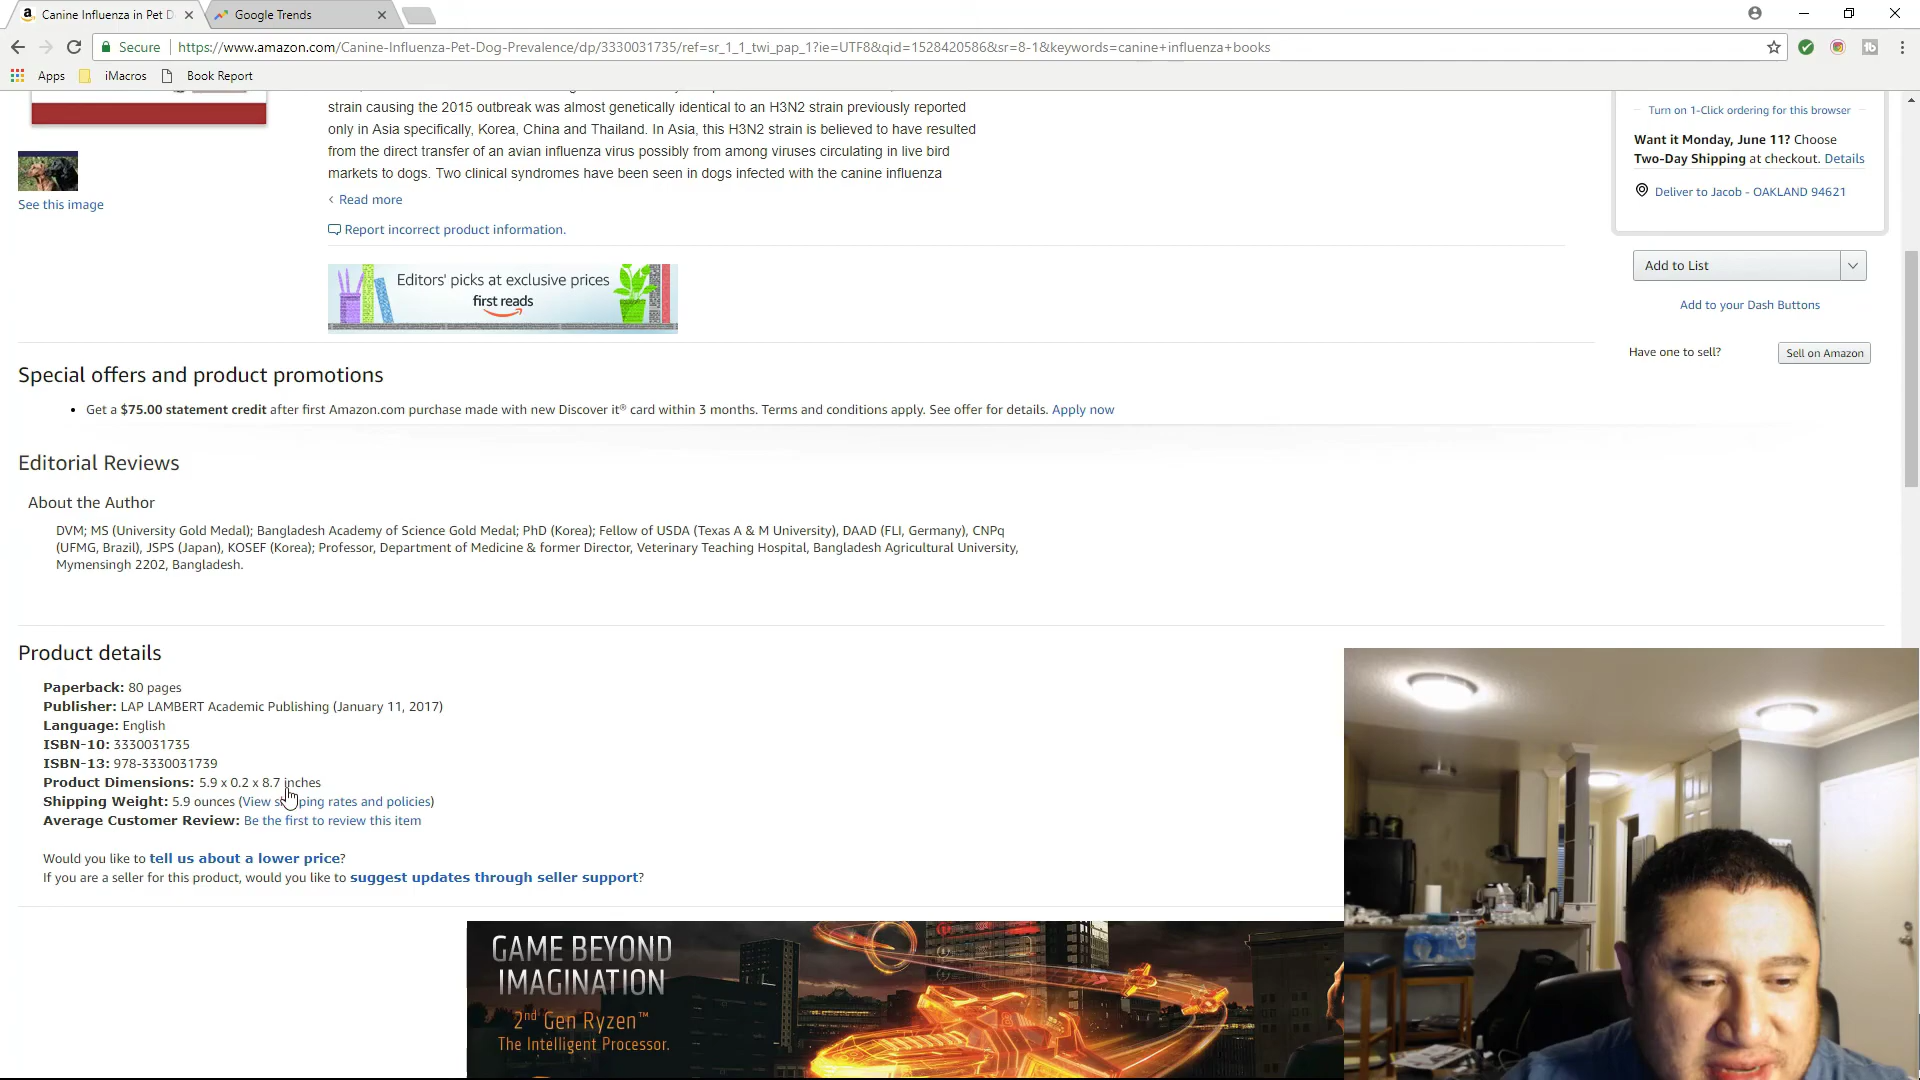 Canine Influenza in Pet D
Google Trends
Secure https://www.amazon.com/Canine-Influenza-Pet-Dog-Prevalence/dp/3330031735/ref=sr_1_1_twi_pap_1?ie=UTF8&qid=1528420586&sr=8-1&keywords=canine+influenza+books
Apps iMacros Book Report
strain causing the 2015 outbreak was almost genetically identical to an H3N2 strain previously reported
only in Asia specifically, Korea, China and Thailand. In Asia, this H3N2 strain is believed to have resulted
from the direct transfer of an avian influenza virus possibly from among viruses circulating in live bird
markets to dogs. Two clinical syndromes have been seen in dogs infected with the canine influenza
See this image
Read more
Report incorrect product information.
Editors' picks at exclusive prices
first reads
Turn on 1-Click ordering for this browser
Want it Monday, June 11? Choose
Two-Day Shipping at checkout. Details
Deliver to Jacob - OAKLAND 94621
Add to List
Add to your Dash Buttons
Have one to sell? Sell on Amazon
Special offers and product promotions
Get a $75.00 statement credit after first Amazon.com purchase made with new Discover it® card within 3 months. Terms and conditions apply. See offer for details. Apply now
Editorial Reviews
About the Author
DVM; MS (University Gold Medal); Bangladesh Academy of Science Gold Medal; PhD (Korea); Fellow of USDA (Texas A & M University), DAAD (FLI, Germany), CNPq
(UFMG, Brazil), JSPS (Japan), KOSEF (Korea); Professor, Department of Medicine & former Director, Veterinary Teaching Hospital, Bangladesh Agricultural University,
Mymensingh 2202, Bangladesh.
Product details
Paperback: 80 pages
Publisher: LAP LAMBERT Academic Publishing (January 11, 2017)
Language: English
ISBN-10: 3330031735
ISBN-13: 978-3330031739
Product Dimensions: 5.9 x 0.2 x 8.7 inches
Shipping Weight: 5.9 ounces (View shipping rates and policies)
Average Customer Review: Be the first to review this item
Would you like to tell us about a lower price?
If you are a seller for this product, would you like to suggest updates through seller support?
GAME BEYOND
IMAGINATION
2nd Gen Ryzen™
The Intelligent Processor.